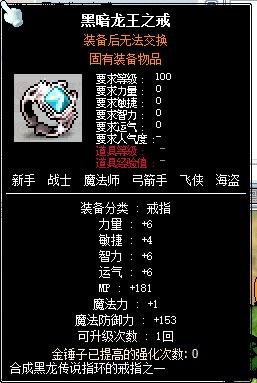 黑暗龙王之戒
装备后无法交换
固有装备物品
要求等级 : 100
要求力量 : 0
要求敏捷 : 0
要求智力 : 0
要求运气 : 0
要求人气度 : -
道具等级 : -
道具经验值 : -
新手 战士 魔法师 弓箭手 飞侠 海盗
装备分类 : 戒指
力量 : +6
敏捷 : +4
智力 : +6
运气 : +6
MP : +181
魔法力 : +1
魔法防御力 : +153
可升级次数 : 1回
金锤子已提高的强化次数: 0
合成黑龙传说指环的戒指之一